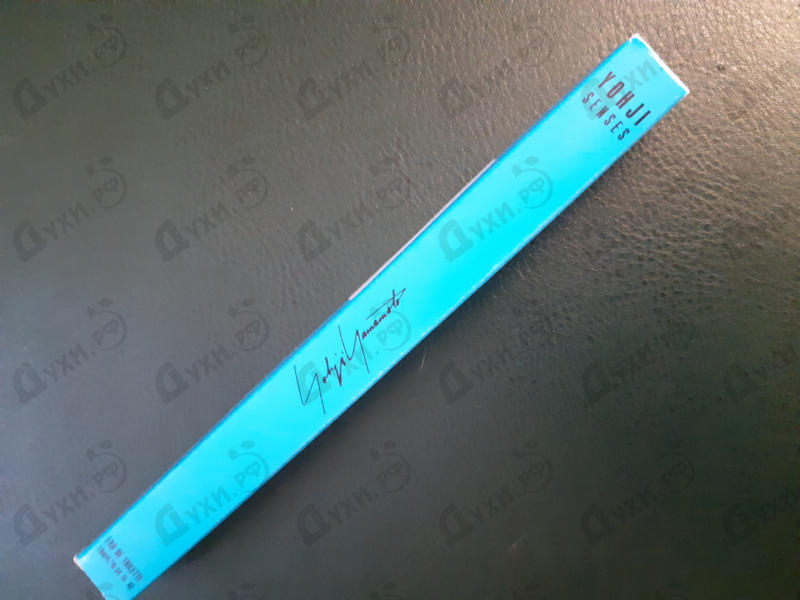 YOHJI
SENSES
Yohji Yamamoto
EAU DE TOILETTE
Духи.рф